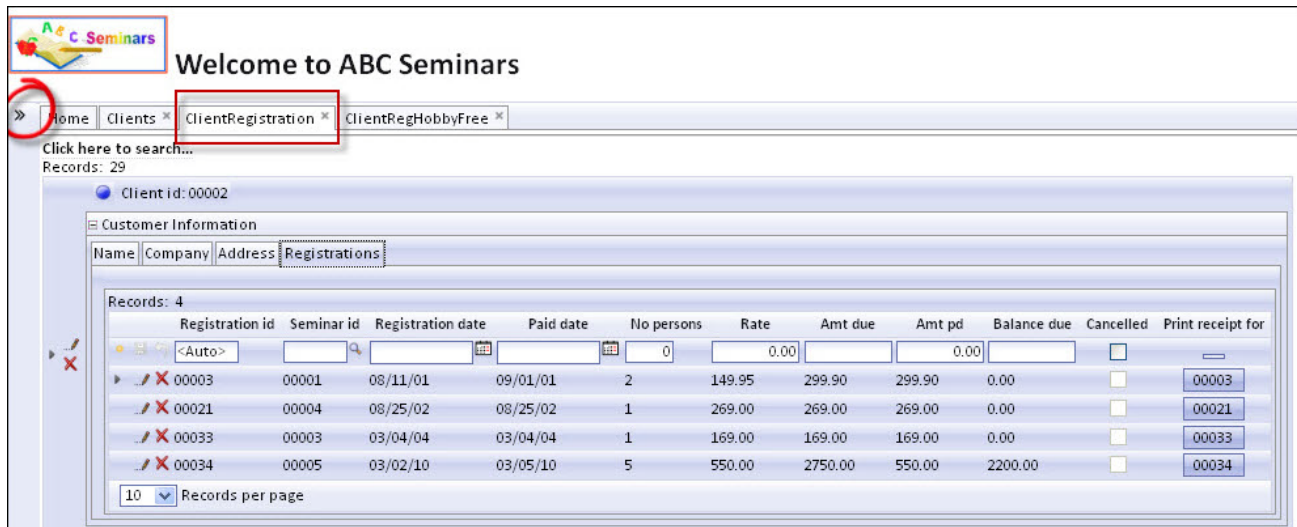 ABC Seminars
Welcome to ABC Seminars
» Home Clients × ClientRegistration × ClientRegHobbyFree ×
Click here to search...
Records: 29
Client id: 00002
Customer Information
Name Company Address Registrations
Records: 4
Registration id Seminar id Registration date Paid date No persons Rate Amt due Amt pd Balance due Cancelled Print receipt for
<Auto> 0 0.00 0.00
00003 00001 08/11/01 09/01/01 2 149.95 299.90 299.90 0.00 00003
00021 00004 08/25/02 08/25/02 1 269.00 269.00 269.00 0.00 00021
00033 00003 03/04/04 03/04/04 1 169.00 169.00 169.00 0.00 00033
00034 00005 03/02/10 03/05/10 5 550.00 2750.00 550.00 2200.00 00034
10 Records per page